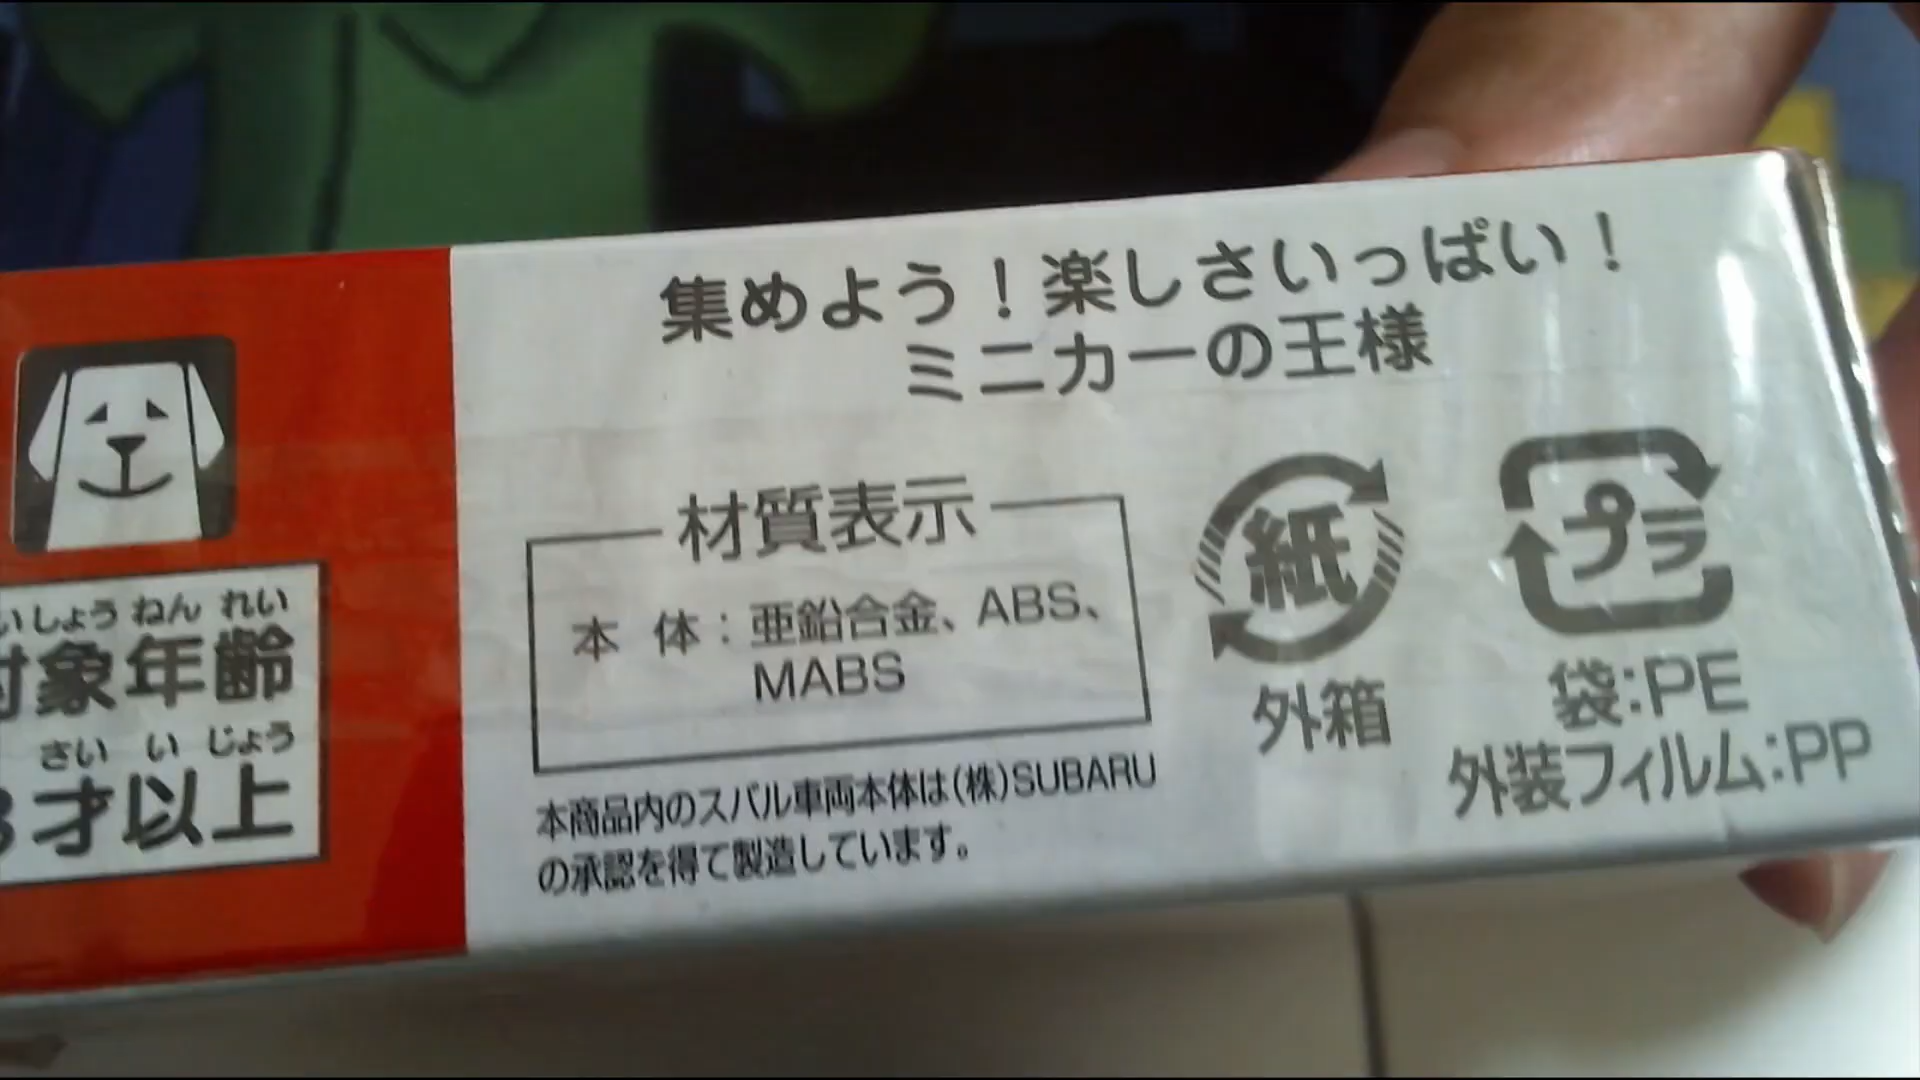 集めよう！楽しさいっぱい！
ミニカーの王様
材質表示
本 体：亜鉛合金、ABS、
MABS
本商品内のスバル車両本体は(株)SUBARU
の承認を得て製造しています。
紙
外箱
プラ
袋:PE
外装フィルム:PP
いしょう ねん れい
対象年齢
さい い じょう
3才以上